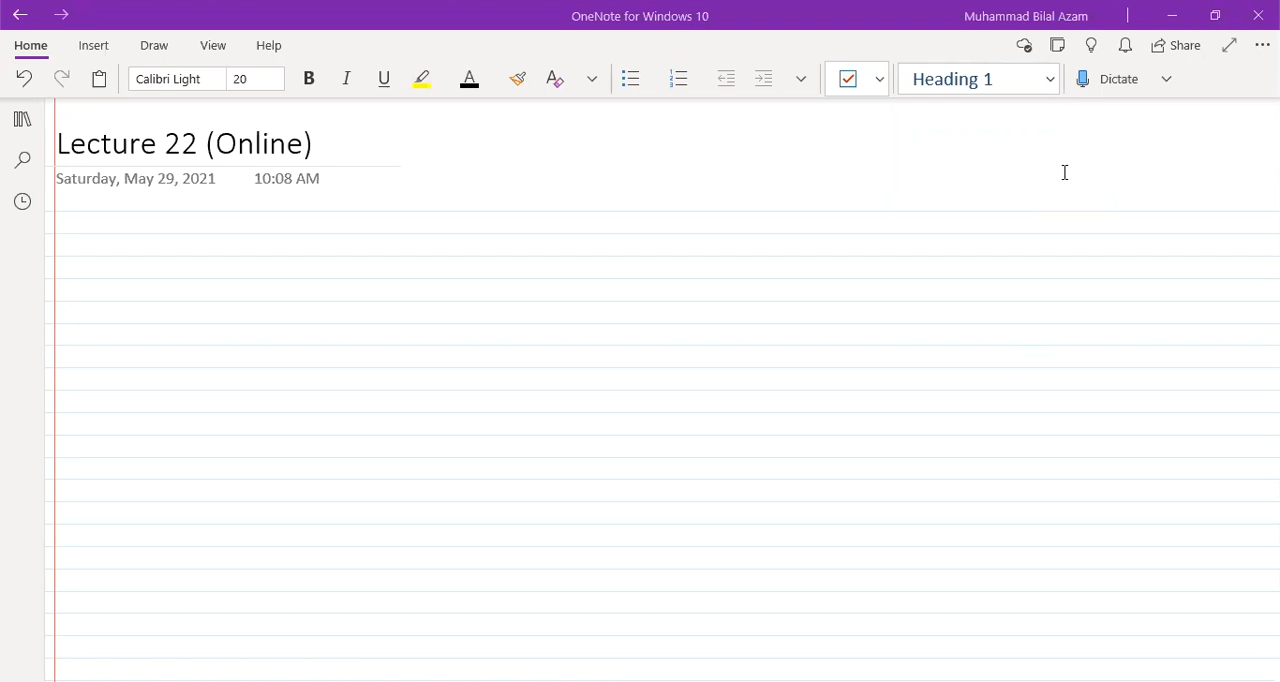 OneNote for Windows 10
Muhammad Bilal Azam
Home Insert Draw View Help
Share
Calibri Light 20 B I U A A Heading 1 Dictate
Lecture 22 (Online)
Saturday, May 29, 2021 10:08 AM